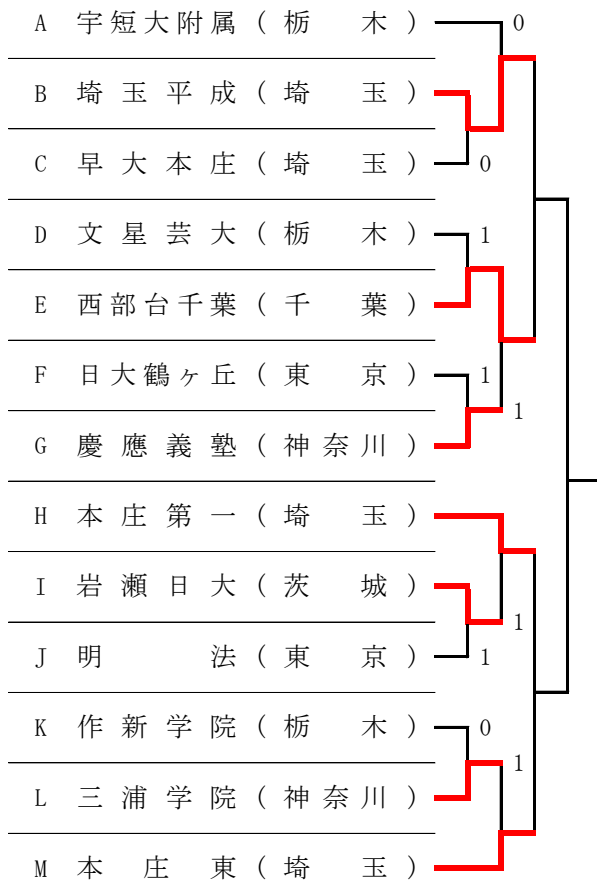 A 宇短大附属(栃 木) 0
B 埼玉平成(埼 玉)
C 早大本庄(埼 玉) 0
D 文星芸大(栃 木) 1
E 西部台千葉(千 葉)
F 日大鶴ヶ丘(東 京) 1
1
G 慶應義塾(神奈川)
H 本庄第一(埼 玉)
I 岩瀬日大(茨 城)
1
J 明 法(東 京) 1
K 作新学院(栃 木) 0
1
L 三浦学院(神奈川)
M 本庄東(埼 玉)